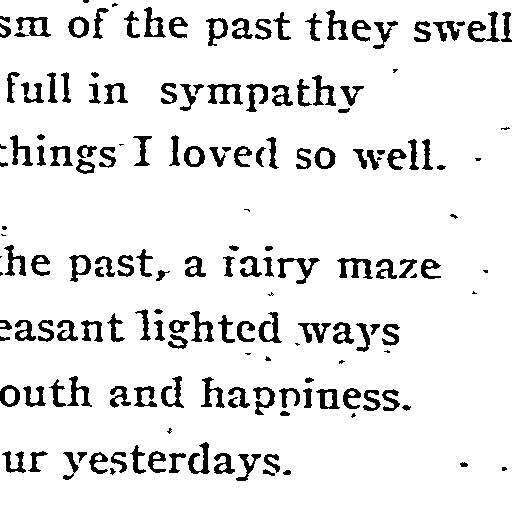 sm of the past they swell
full in sympathy
things I loved so well.
the past, a fairy maze
easant lighted ways
outh and happiness.
ur yesterdays.